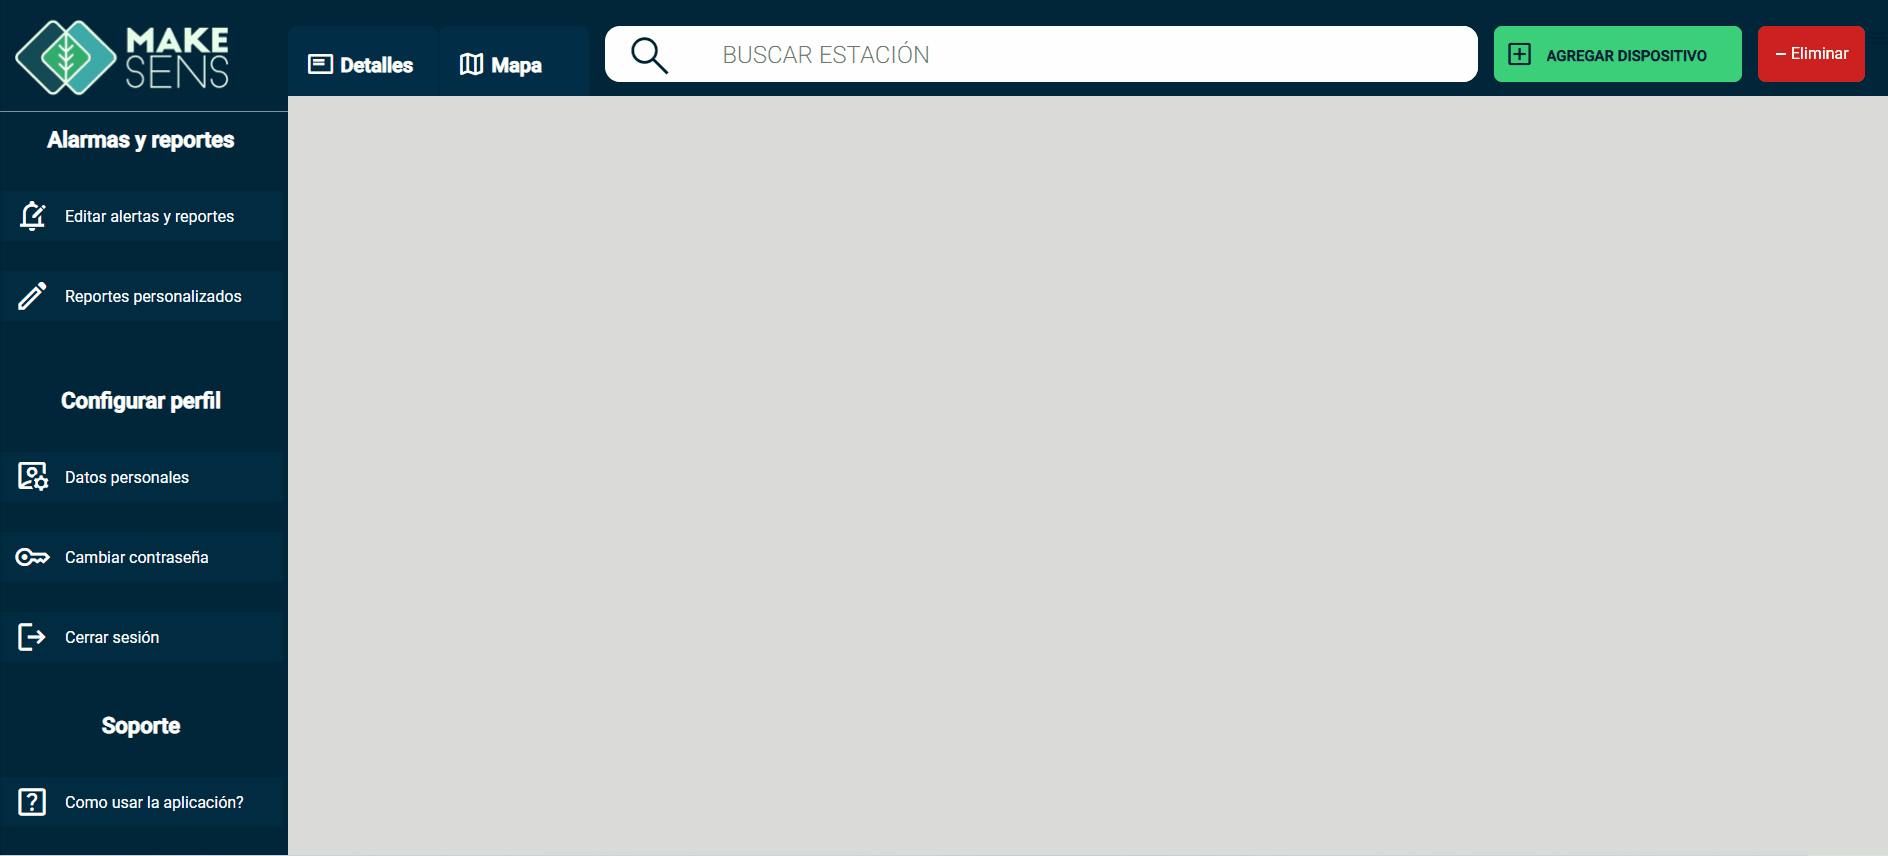 MAKE
SENS
Detalles
Mapa
BUSCAR ESTACIÓN
AGREGAR DISPOSITIVO
– Eliminar
Alarmas y reportes
Editar alertas y reportes
Reportes personalizados
Configurar perfil
Datos personales
Cambiar contraseña
Cerrar sesión
Soporte
Como usar la aplicación?